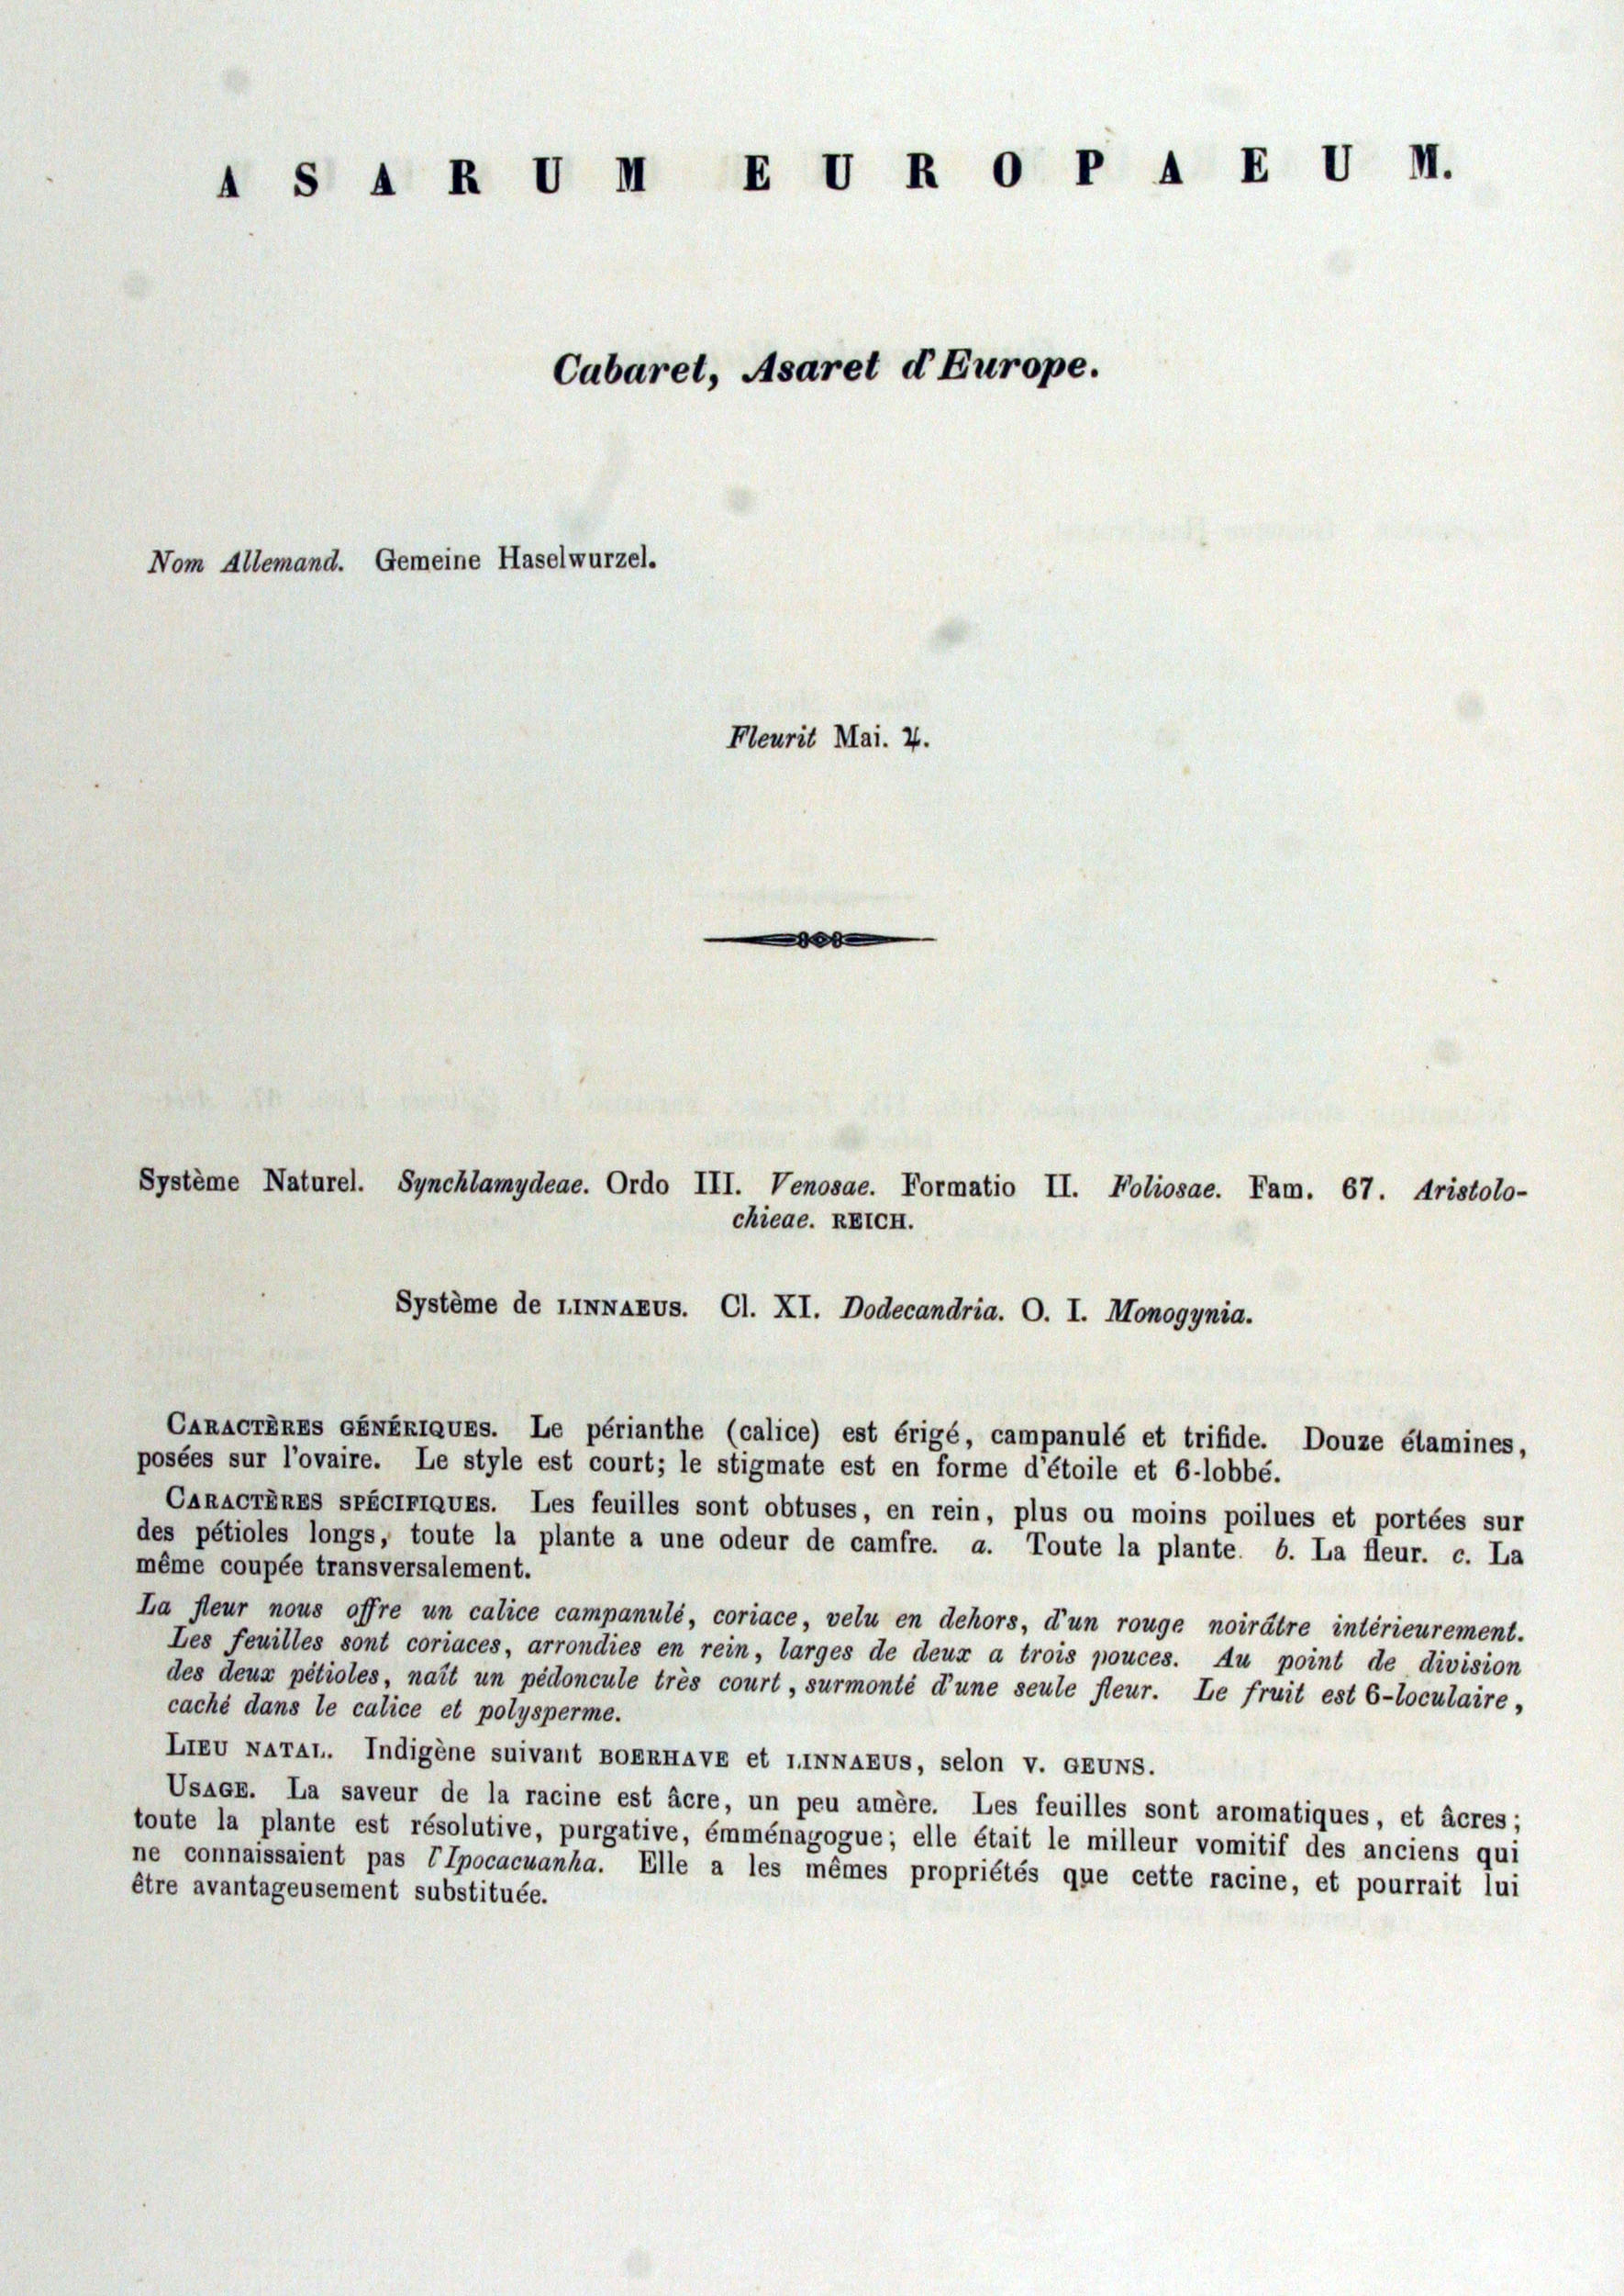 ASARUM EUROPAEUM.
Cabaret, Asaret d'Europe.
Nom Allemand. Gemeine Haselwurzel.
Fleurit Mai. ♃.
Système Naturel. Synchlamydeae. Ordo III. Venosae. Formatio II. Foliosae. Fam. 67. Aristolo-
chieae. REICH.
Système de LINNAEUS. Cl. XI. Dodecandria. O. I. Monogynia.
CARACTÈRES GÉNÉRIQUES. Le périanthe (calice) est érigé, campanulé et trifide. Douze étamines,
posées sur l'ovaire. Le style est court; le stigmate est en forme d'étoile et 6-lobbé.
CARACTÈRES SPÉCIFIQUES. Les feuilles sont obtuses, en rein, plus ou moins poilues et portées sur
des pétioles longs, toute la plante a une odeur de camfre. a. Toute la plante. b. La fleur. c. La
même coupée transversalement.
La fleur nous offre un calice campanulé, coriace, velu en dehors, d'un rouge noirâtre intérieurement.
Les feuilles sont coriaces, arrondies en rein, larges de deux a trois pouces. Au point de division
des deux pétioles, naît un pédoncule très court, surmonté d'une seule fleur. Le fruit est 6-loculaire,
caché dans le calice et polysperme.
LIEU NATAL. Indigène suivant BOERHAVE et LINNAEUS, selon V. GEUNS.
USAGE. La saveur de la racine est âcre, un peu amère. Les feuilles sont aromatiques, et âcres;
toute la plante est résolutive, purgative, émménagogue; elle était le milleur vomitif des anciens qui
ne connaissaient pas l'Ipocacuanha. Elle a les mêmes propriétés que cette racine, et pourrait lui
être avantageusement substituée.